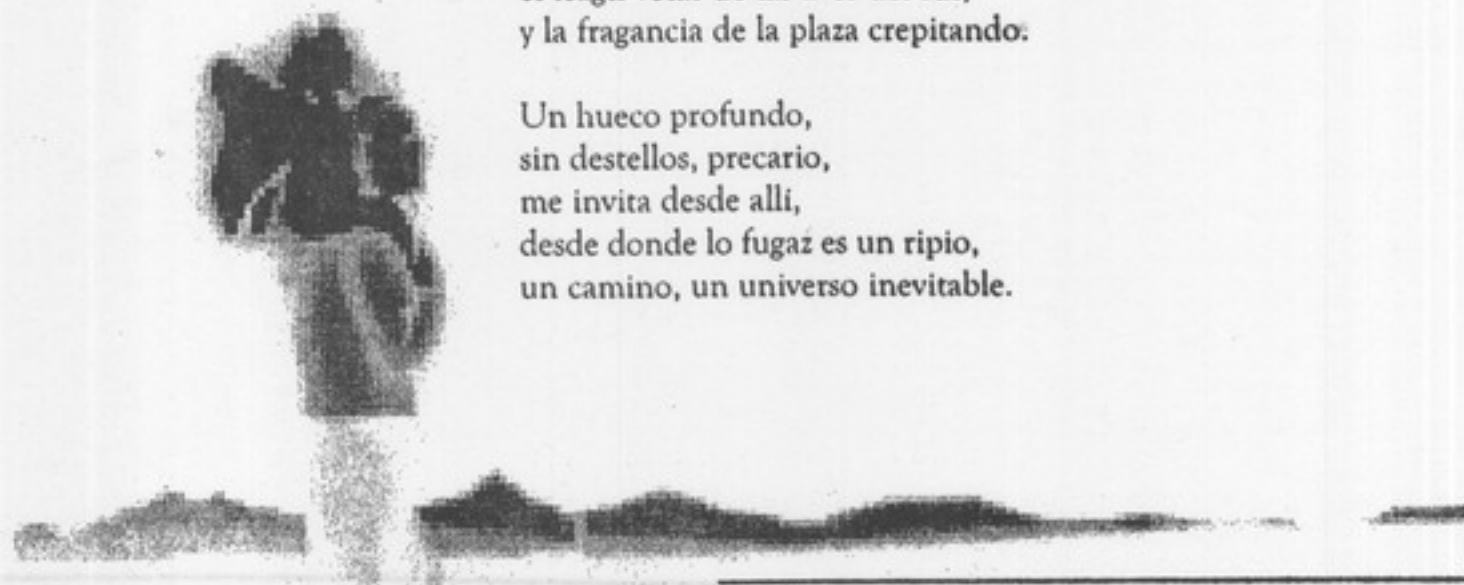 y la fragancia de la plaza crepitando.
Un hueco profundo,
sin destellos, precario,
me invita desde allí,
desde donde lo fugaz es un ripio,
un camino, un universo inevitable.